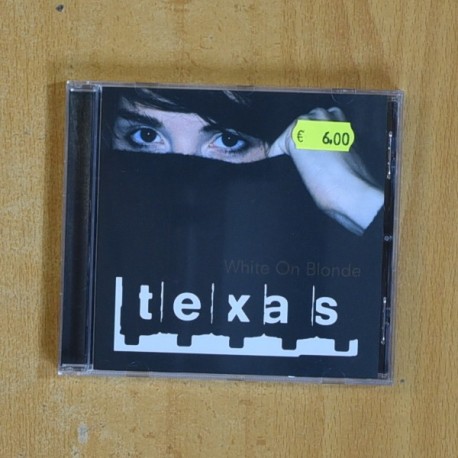 € 6.00
White On Blonde
texas